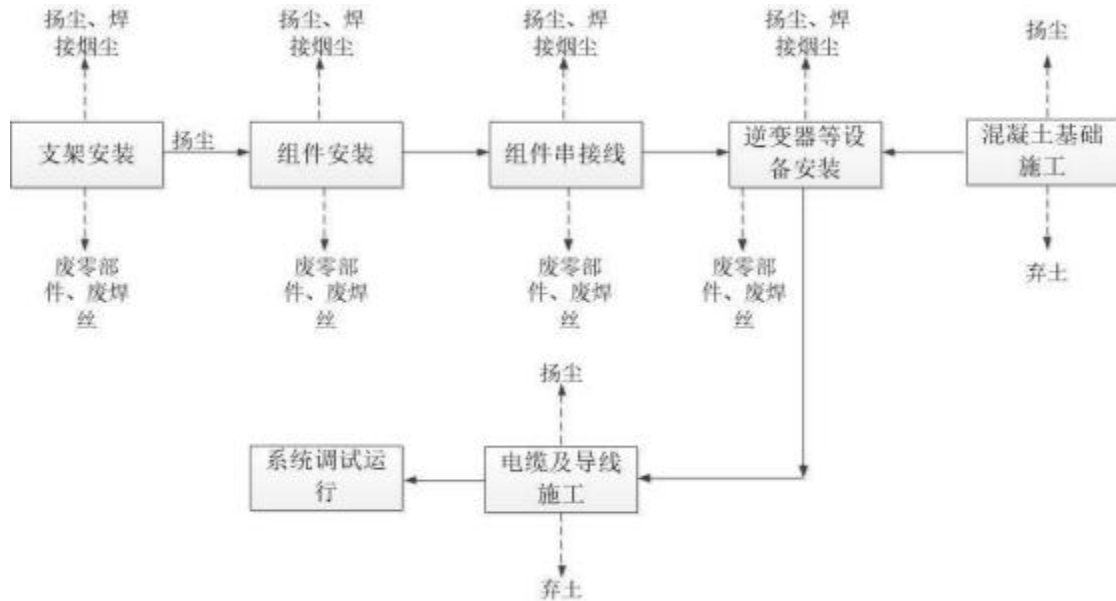 扬尘、焊
接烟尘
扬尘、焊
接烟尘
扬尘、焊
接烟尘
扬尘、焊
接烟尘
扬尘
支架安装
扬尘
组件安装
组件串接线
逆变器等设
备安装
混凝土基础
施工
废零部
件、废焊
丝
废零部
件、废焊
丝
废零部
件、废焊
丝
废零部
件、废焊
丝
弃土
扬尘
系统调试运
行
电缆及导线
施工
弃土